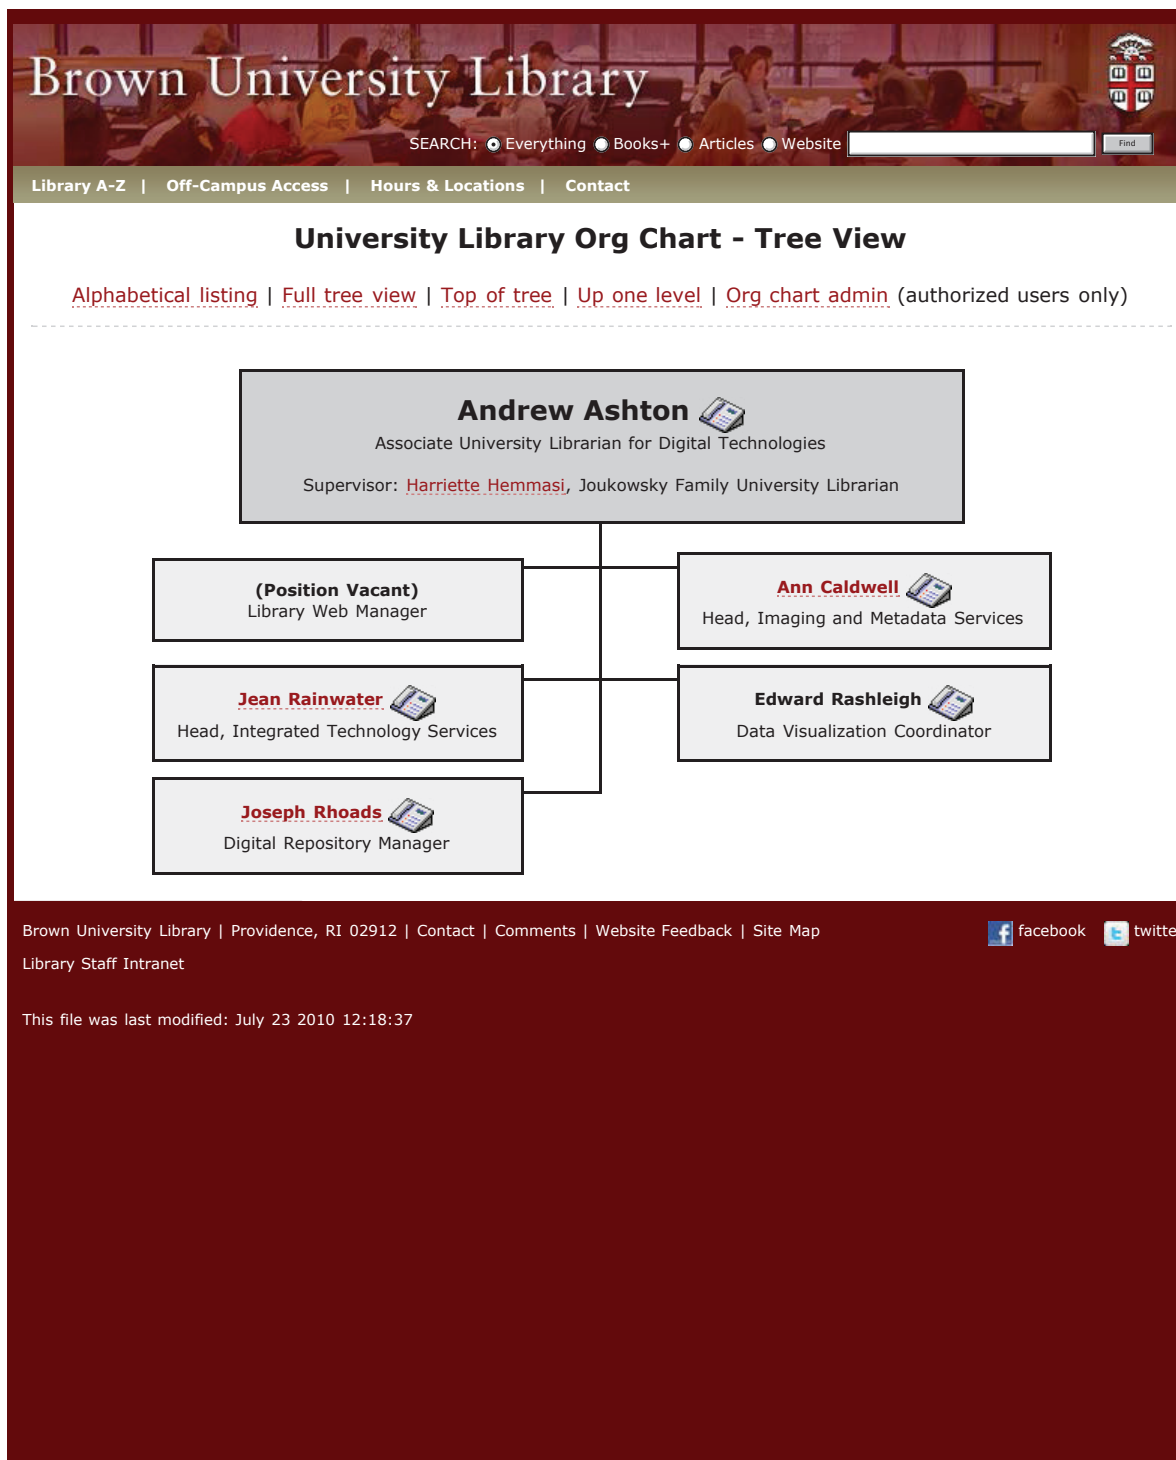 Brown University Library
SEARCH: Everything Books+ Articles Website Find
Library A-Z | Off-Campus Access | Hours & Locations | Contact
University Library Org Chart - Tree View
Alphabetical listing | Full tree view | Top of tree | Up one level | Org chart admin (authorized users only)
Andrew Ashton
Associate University Librarian for Digital Technologies
Supervisor: Harriette Hemmasi, Joukowsky Family University Librarian
(Position Vacant)
Library Web Manager
Ann Caldwell
Head, Imaging and Metadata Services
Jean Rainwater
Head, Integrated Technology Services
Edward Rashleigh
Data Visualization Coordinator
Joseph Rhoads
Digital Repository Manager
Brown University Library | Providence, RI 02912 | Contact | Comments | Website Feedback | Site Map
facebook twitte
Library Staff Intranet
This file was last modified: July 23 2010 12:18:37